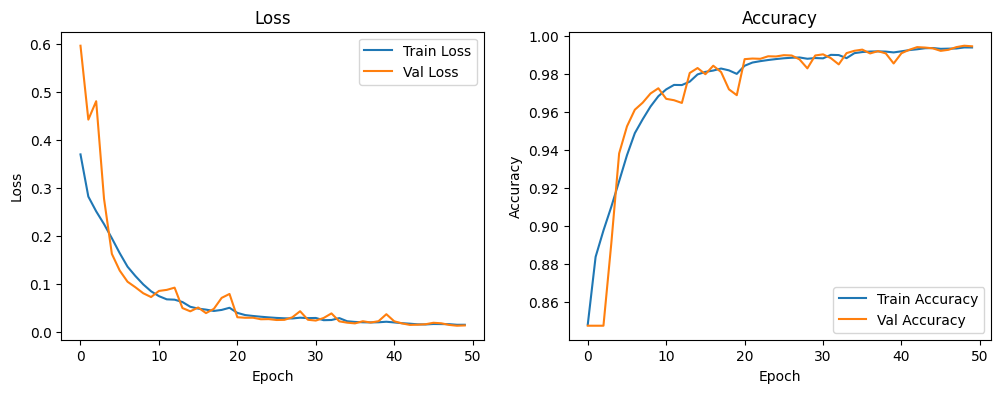 Loss
Train Loss
Val Loss
0.6
0.5
0.4
0.3
0.2
0.1
0.0
Loss
0 10 20 30 40 50
Epoch
Accuracy
1.00
0.98
0.96
0.94
0.92
0.90
0.88
0.86
Accuracy
Train Accuracy
Val Accuracy
0 10 20 30 40 50
Epoch